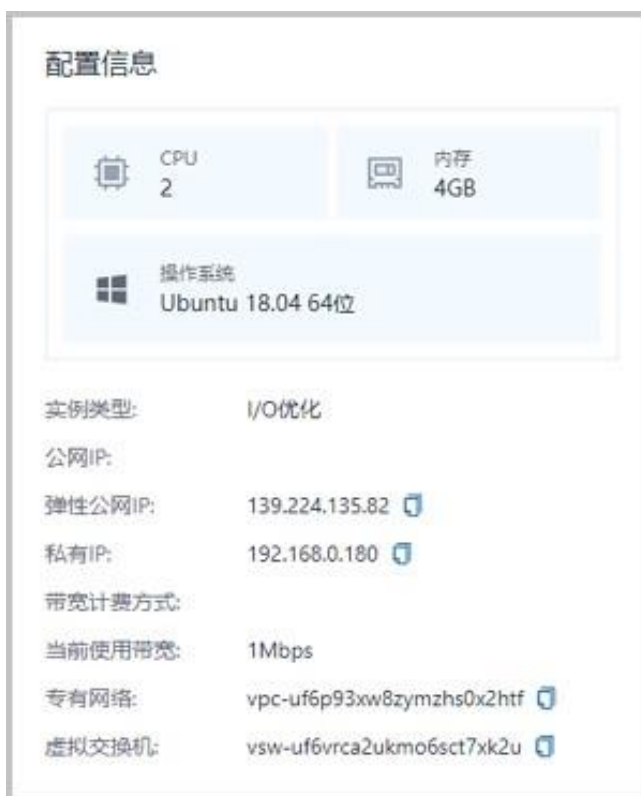 配置信息
CPU
2
内存
4GB
操作系统
Ubuntu 18.04 64位
实例类型: I/O优化
公网IP:
弹性公网IP: 139.224.135.82
私有IP: 192.168.0.180
带宽计费方式:
当前使用带宽: 1Mbps
专有网络: vpc-uf6p93xw8zymzhs0x2htf
虚拟交换机: vsw-uf6vrca2ukmo6sct7xk2u